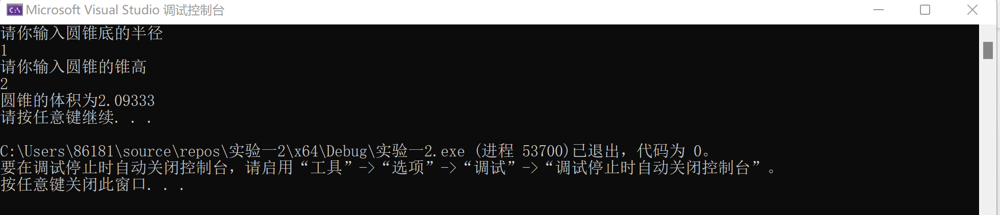 Microsoft Visual Studio 调试控制台
请你输入圆锥底的半径
1
请你输入圆锥的锥高
2
圆锥的体积为2.09333
请按任意键继续. . .
C:\Users\86181\source\repos\实验一2\x64\Debug\实验一2.exe (进程 53700)已退出，代码为 0。
要在调试停止时自动关闭控制台，请启用“工具”->“选项”->“调试”->“调试停止时自动关闭控制台”。
按任意键关闭此窗口. . .